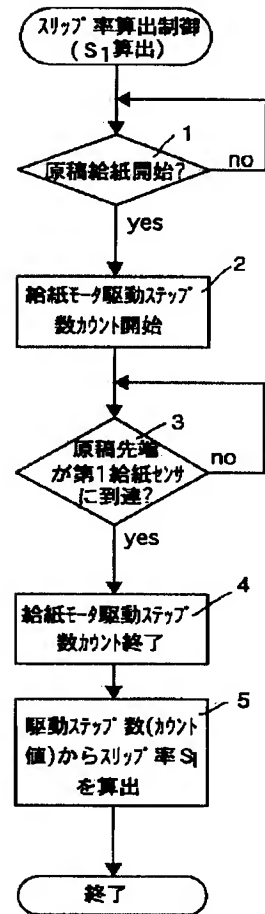 スリップ率算出制御
(S₁算出)
1
原稿給紙開始?
no
yes
2
給紙モータ駆動ステップ
数カウント開始
3
原稿先端
が第1給紙センサ
に到達?
no
yes
4
給紙モータ駆動ステップ
数カウント終了
5
駆動ステップ数(カウント
値)からスリップ率S₁
を算出
終了